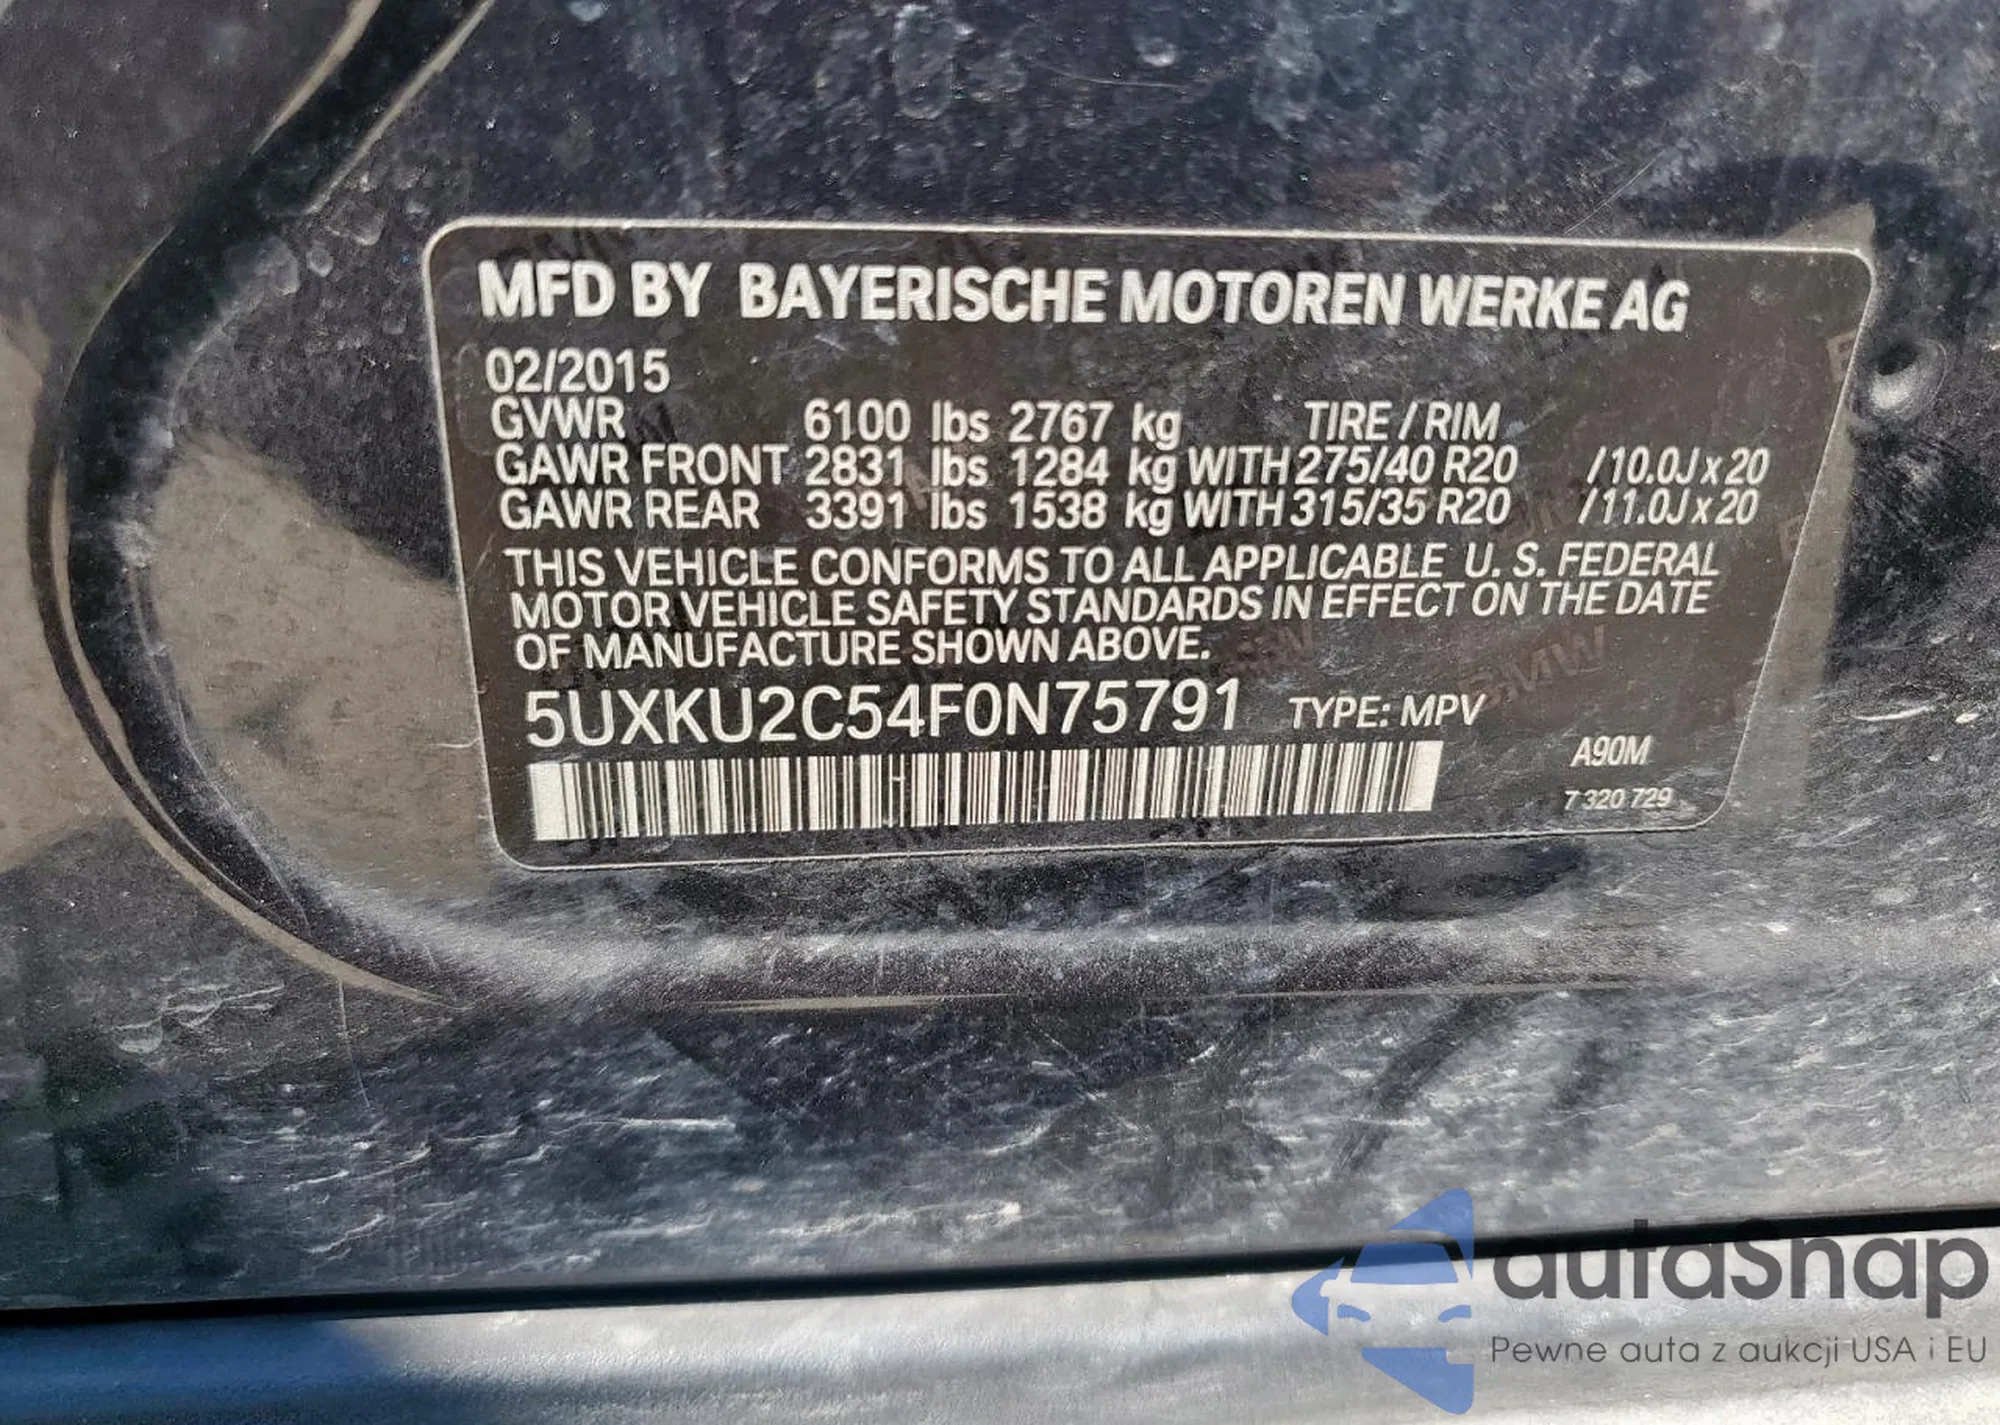 MFD BY BAYERISCHE MOTOREN WERKE AG
02/2015
GVWR 6100 lbs 2767 kg TIRE / RIM
GAWR FRONT 2831 lbs 1284 kg WITH 275/40 R20 /10.0J x 20
GAWR REAR 3391 lbs 1538 kg WITH 315/35 R20 /11.0J x 20
THIS VEHICLE CONFORMS TO ALL APPLICABLE U. S. FEDERAL
MOTOR VEHICLE SAFETY STANDARDS IN EFFECT ON THE DATE
OF MANUFACTURE SHOWN ABOVE.
5UXKU2C54F0N75791 TYPE: MPV
A90M
7 320 729
autaSnap
Pewne auta z aukcji USA i EU